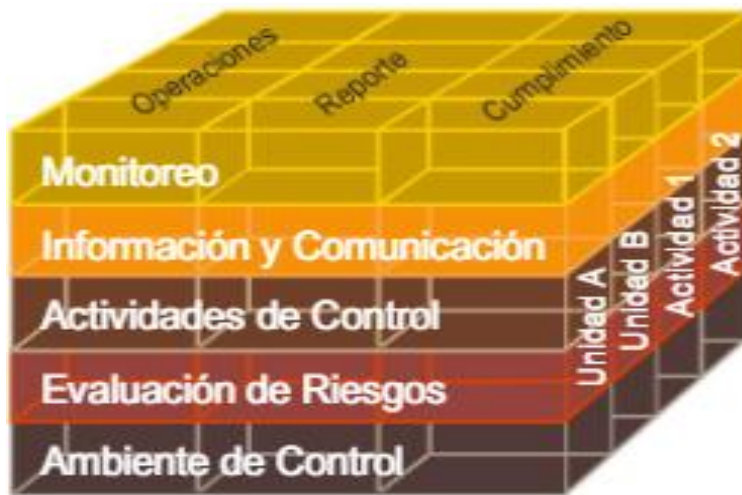 Operaciones
Reporte
Cumplimiento
Monitoreo
Información y Comunicación
Actividades de Control
Evaluación de Riesgos
Ambiente de Control
Unidad A
Unidad B
Actividad 1
Actividad 2